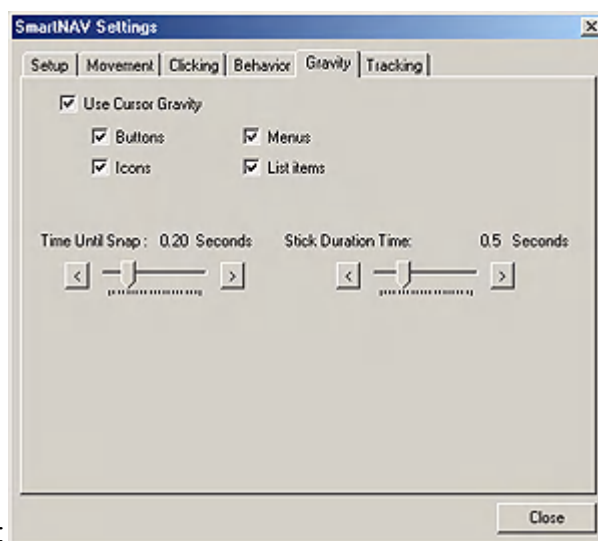 SmartNAV Settings
Setup Movement Clicking Behavior Gravity Tracking
Use Cursor Gravity
Buttons Menus
Icons List items
Time Until Snap : 0.20 Seconds Stick Duration Time: 0.5 Seconds
< > < >
Close